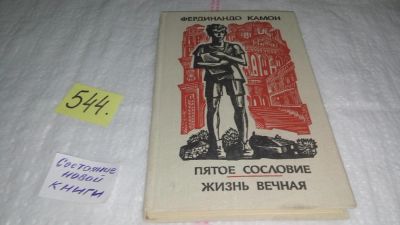 ФЕРДИНАНДО КАМОН
544.
ПЯТОЕ СОСЛОВИЕ
ЖИЗНЬ ВЕЧНАЯ
Состояние
новой
книги